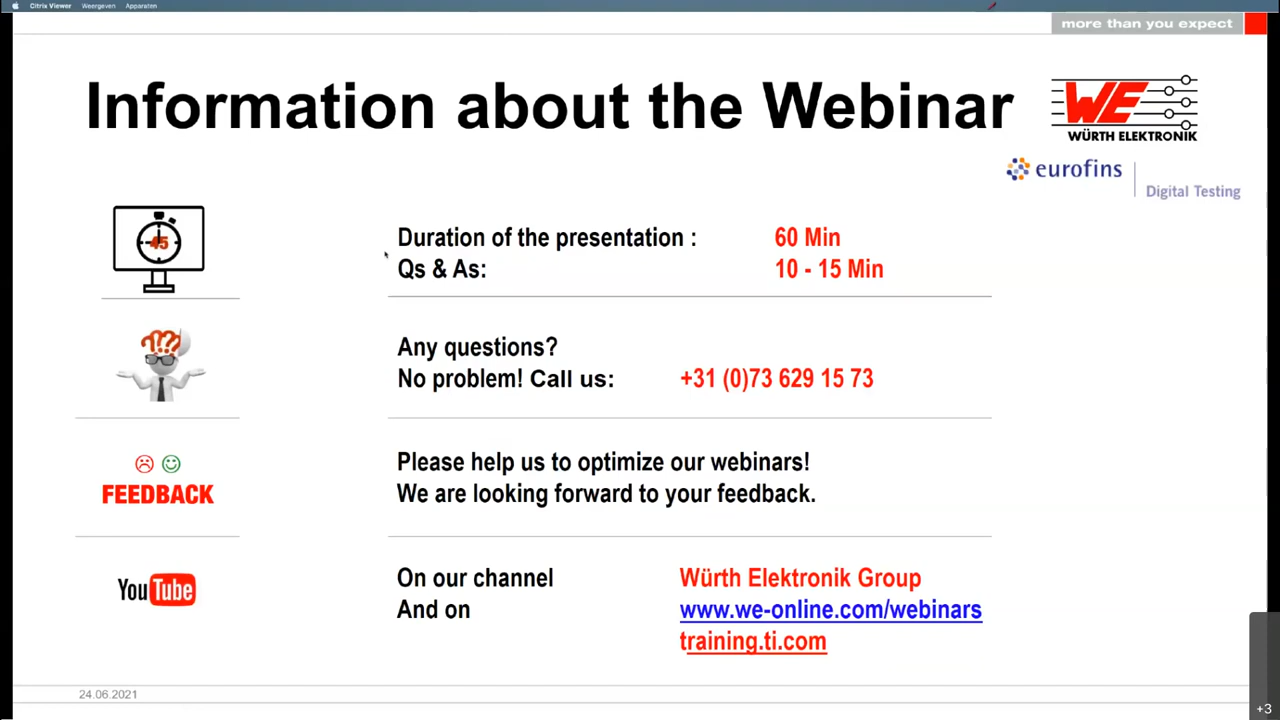 Citrix Viewer Weergeven Apparaten
more than you expect
Information about the Webinar
WE
WÜRTH ELEKTRONIK
eurofins
Digital Testing
45
Duration of the presentation : 60 Min
Qs & As: 10 - 15 Min
?!?
Any questions?
No problem! Call us: +31 (0)73 629 15 73
Please help us to optimize our webinars!
FEEDBACK We are looking forward to your feedback.
On our channel Würth Elektronik Group
YouTube
And on www.we-online.com/webinars
training.ti.com
24.06.2021
+3